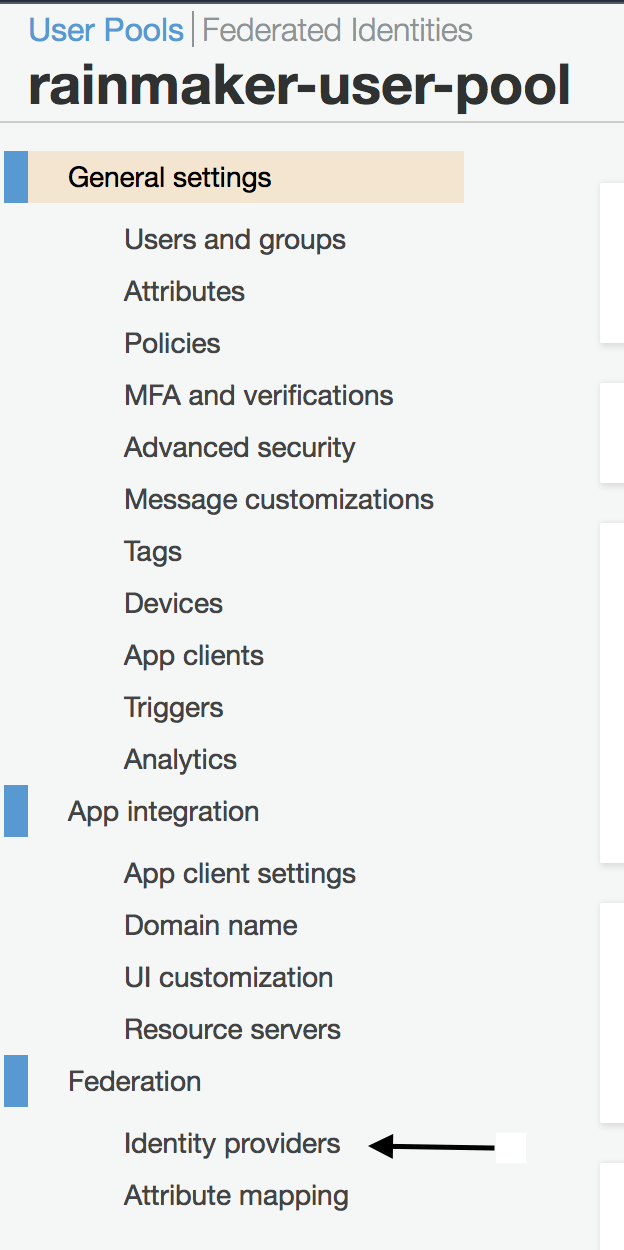 User Pools | Federated Identities
rainmaker-user-pool
General settings
Users and groups
Attributes
Policies
MFA and verifications
Advanced security
Message customizations
Tags
Devices
App clients
Triggers
Analytics
App integration
App client settings
Domain name
UI customization
Resource servers
Federation
Identity providers
Attribute mapping